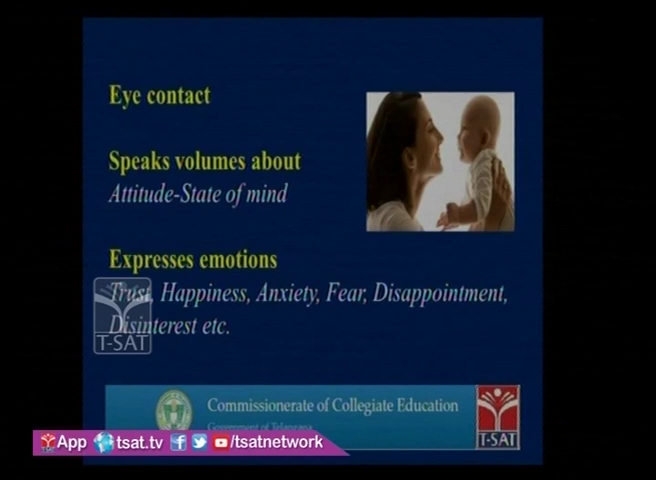 Eye contact
Speaks volumes about
Attitude-State of mind
Expresses emotions
Trust, Happiness, Anxiety, Fear, Disappointment,
Disinterest etc.
T-SAT
Commissionerate of Collegiate Education
Government of Telangana
T-SAT
App tsat.tv /tsatnetwork